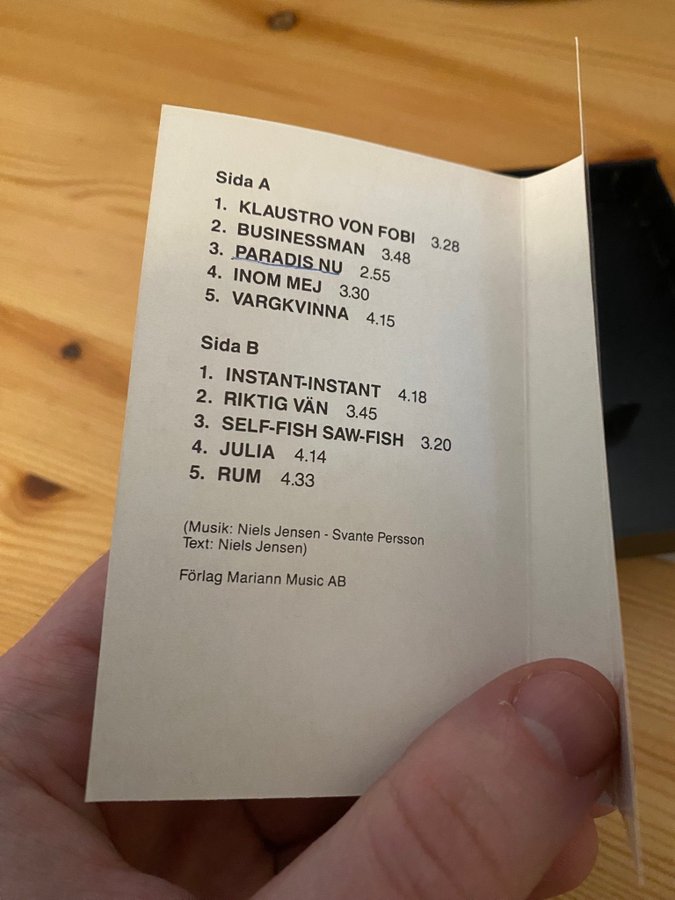 Sida A
1. KLAUSTRO VON FOBI 3.28
2. BUSINESSMAN 3.48
3. PARADIS NU 2.55
4. INOM MEJ 3.30
5. VARGKVINNA 4.15
Sida B
1. INSTANT-INSTANT 4.18
2. RIKTIG VÄN 3.45
3. SELF-FISH SAW-FISH 3.20
4. JULIA 4.14
5. RUM 4.33
(Musik: Niels Jensen - Svante Persson
Text: Niels Jensen)
Förlag Mariann Music AB